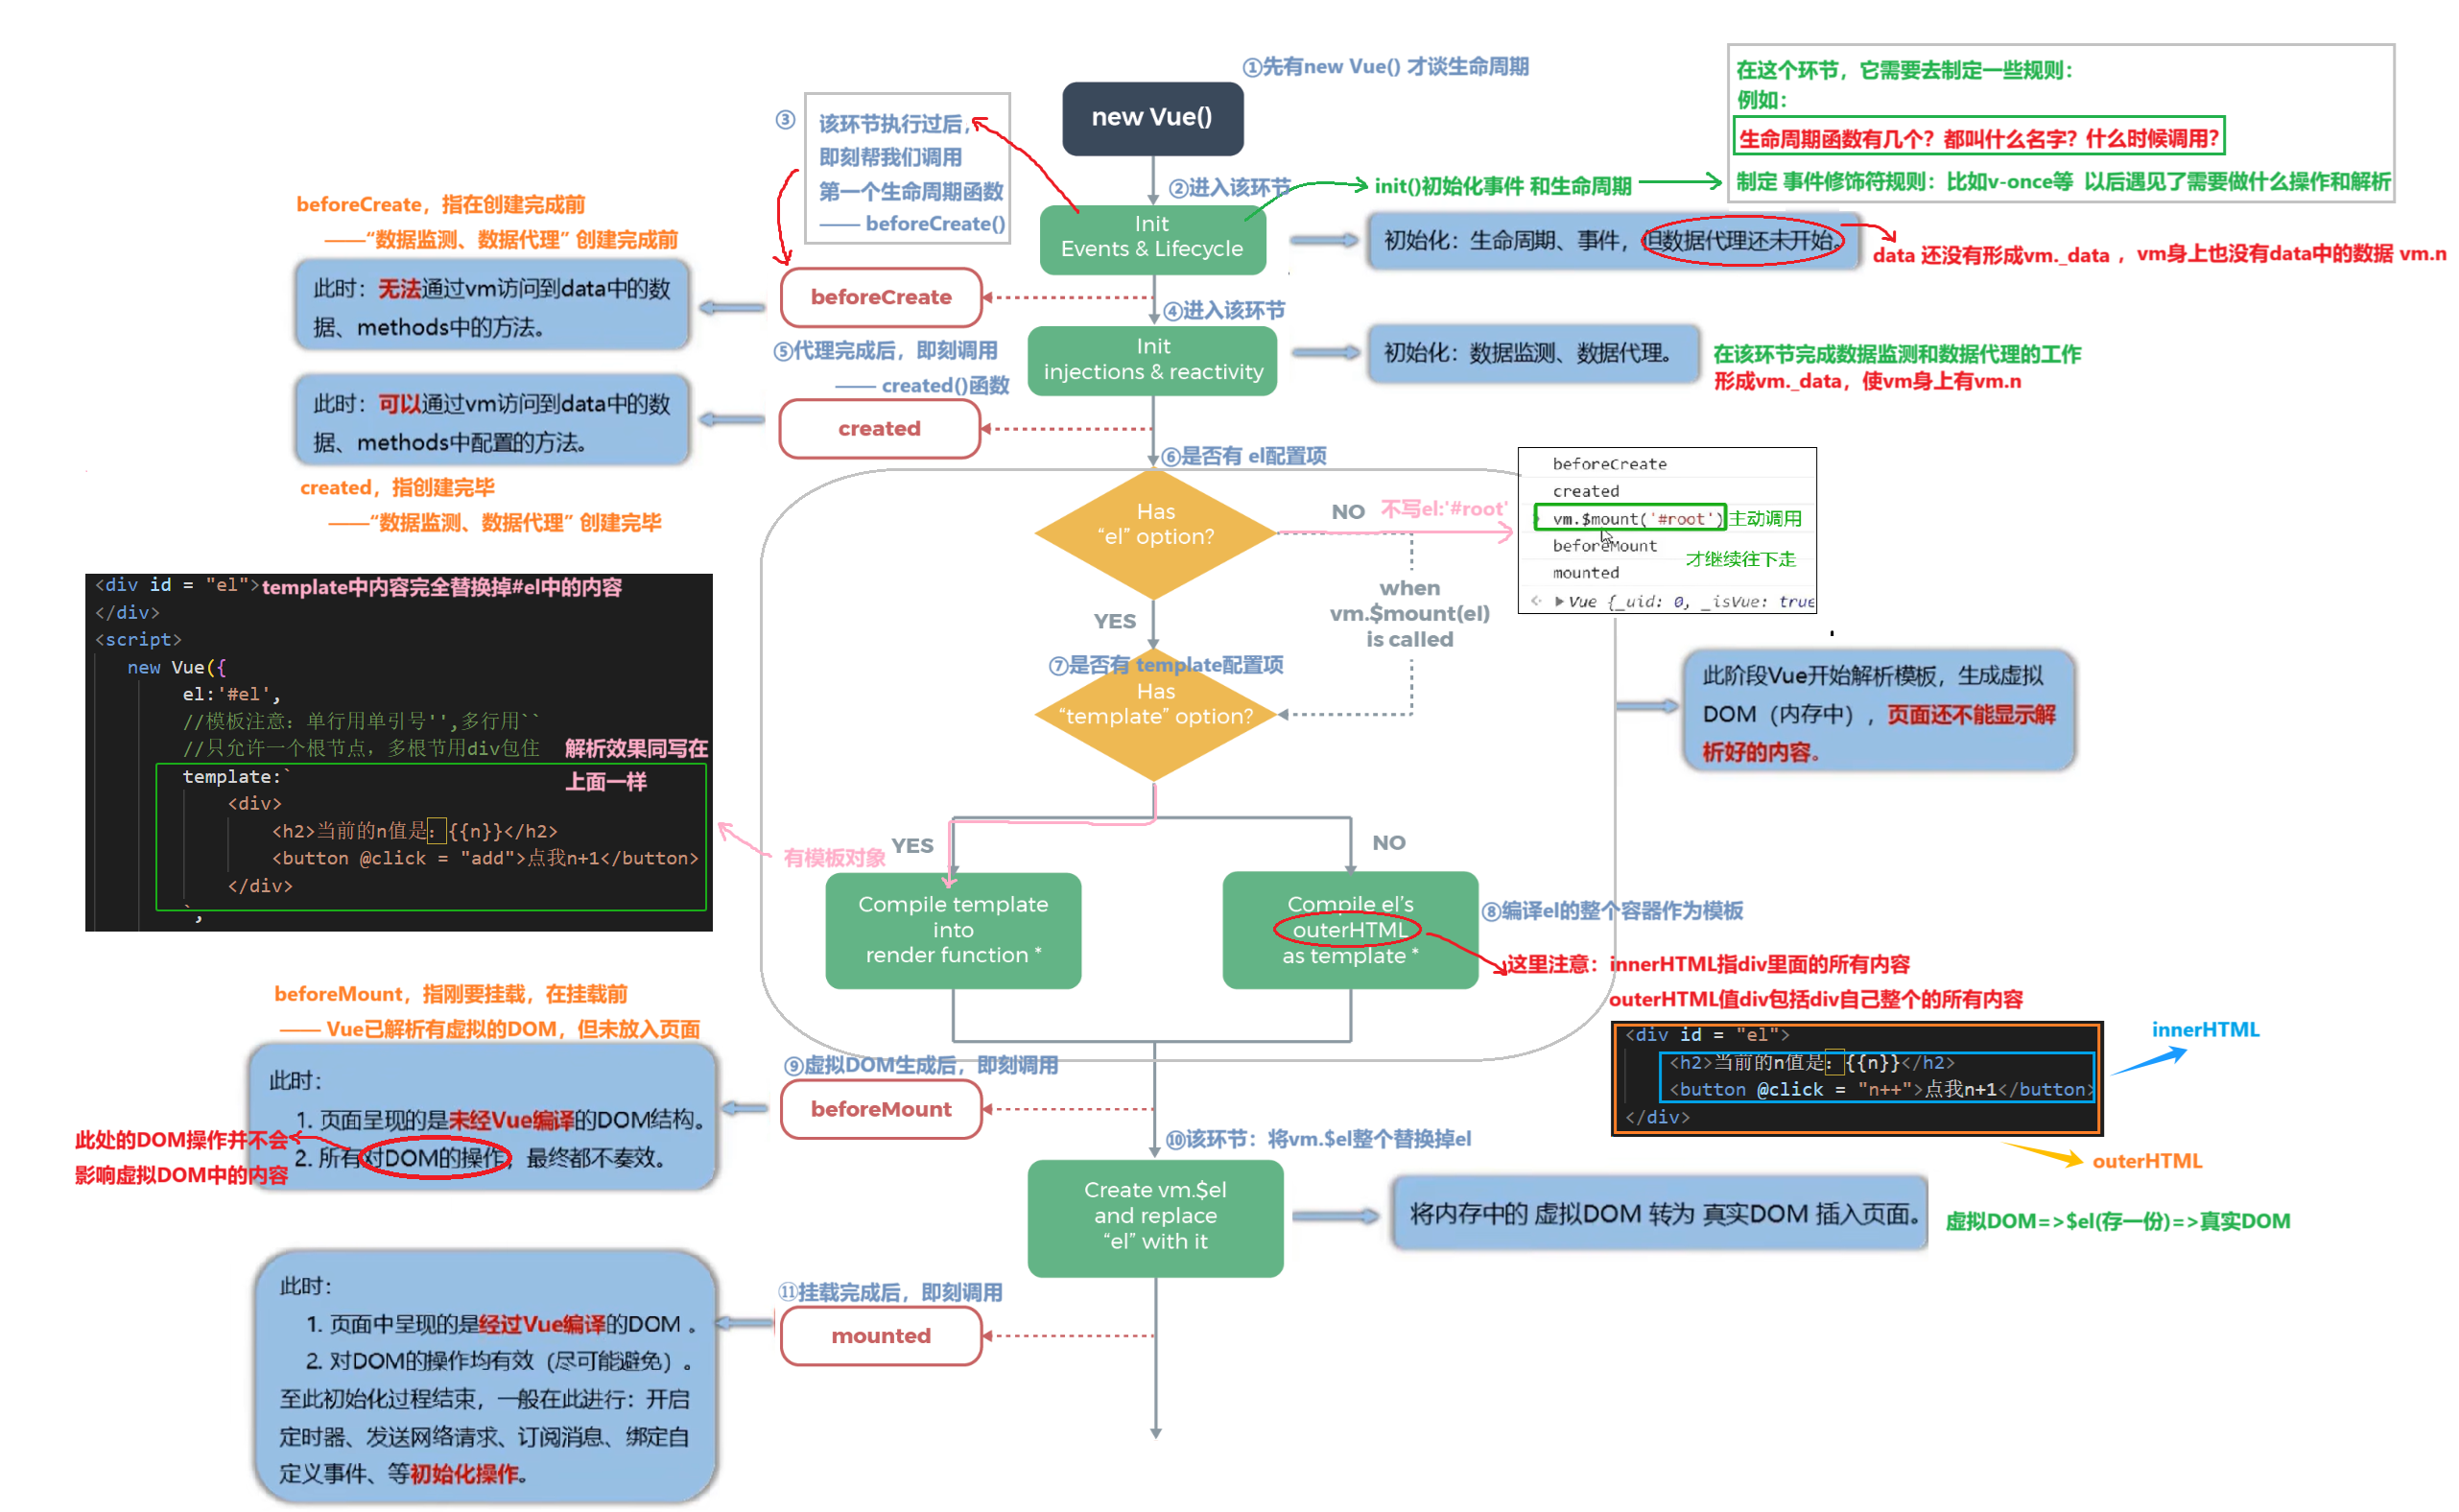 ①先有new Vue() 才谈生命周期
new Vue()
在这个环节，它需要去制定一些规则：
例如：
生命周期函数有几个？都叫什么名字？什么时候调用？
制定 事件修饰符规则：比如v-once等 以后遇见了需要做什么操作和解析
③
该环节执行过后，
即刻帮我们调用
第一个生命周期函数
—— beforeCreate()
②进入该环节
init()初始化事件 和生命周期
Init
Events & Lifecycle
初始化：生命周期、事件，但数据代理还未开始。
data 还没有形成vm._data ，vm身上也没有data中的数据 vm.n
beforeCreate，指在创建完成前
——“数据监测、数据代理” 创建完成前
此时：无法通过vm访问到data中的数
据、methods中的方法。
beforeCreate
④进入该环节
Init
injections & reactivity
初始化：数据监测、数据代理。
在该环节完成数据监测和数据代理的工作
形成vm._data，使vm身上有vm.n
⑤代理完成后，即刻调用
—— created()函数
此时：可以通过vm访问到data中的数
据、methods中配置的方法。
created
created，指创建完毕
——“数据监测、数据代理” 创建完毕
⑥是否有 el配置项
Has
“el” option?
NO
不写el:'#root'
beforeCreate
created
vm.$mount('#root')
主动调用
beforeMount
才继续往下走
mounted
Vue {_uid: 0, _isVue: true
when
vm.$mount(el)
is called
YES
⑦是否有 template配置项
Has
“template” option?
此阶段Vue开始解析模板，生成虚拟
DOM（内存中），页面还不能显示解
析好的内容。
<div id = "el">template中内容完全替换掉#el中的内容
</div>
<script>
new Vue({
el:'#el',
//模板注意：单行用单引号'',多行用``
//只允许一个根节点，多根节用div包住
解析效果同写在
上面一样
template:`
<div>
<h2>当前的n值是：{{n}}</h2>
<button @click = "add">点我n+1</button>
</div>
`,
有模板对象
YES
NO
Compile template
into
render function *
Compile el’s
outerHTML
as template *
⑧编译el的整个容器作为模板
这里注意：innerHTML指div里面的所有内容
outerHTML值div包括div自己整个的所有内容
<div id = "el">
<h2>当前的n值是：{{n}}</h2>
<button @click = "n++">点我n+1</button>
</div>
innerHTML
outerHTML
beforeMount，指刚要挂载，在挂载前
—— Vue已解析有虚拟的DOM，但未放入页面
此时：
1. 页面呈现的是未经Vue编译的DOM结构。
2. 所有对DOM的操作，最终都不奏效。
此处的DOM操作并不会
影响虚拟DOM中的内容
⑨虚拟DOM生成后，即刻调用
beforeMount
⑩该环节：将vm.$el整个替换掉el
Create vm.$el
and replace
“el” with it
将内存中的 虚拟DOM 转为 真实DOM 插入页面。
虚拟DOM=>$el(存一份)=>真实DOM
⑪挂载完成后，即刻调用
mounted
此时：
1. 页面中呈现的是经过Vue编译的DOM 。
2. 对DOM的操作均有效（尽可能避免）。
至此初始化过程结束，一般在此进行：开启
定时器、发送网络请求、订阅消息、绑定自
定义事件、等初始化操作。